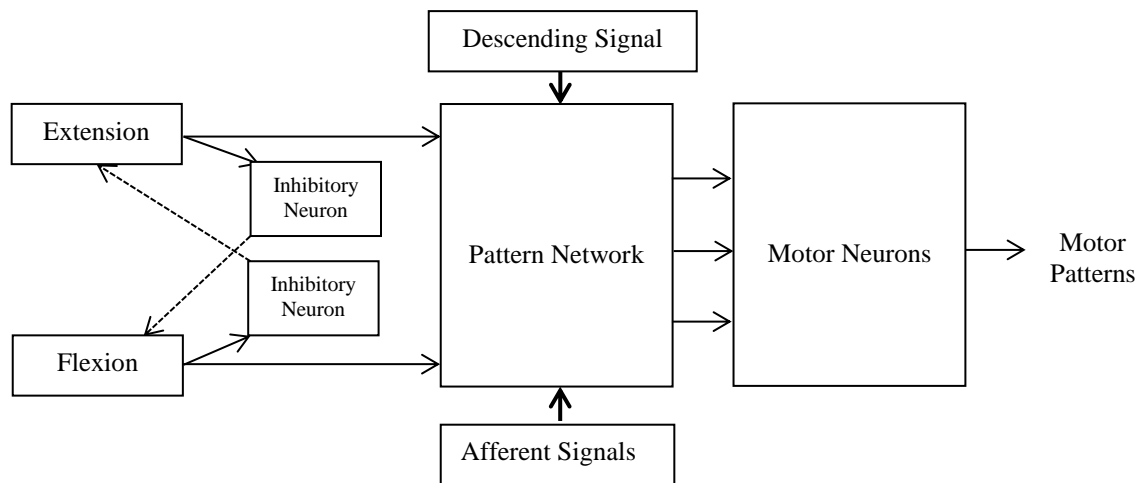 Descending Signal
Extension
Inhibitory
Neuron
Pattern Network
Motor Neurons
Motor
Patterns
Inhibitory
Neuron
Flexion
Afferent Signals